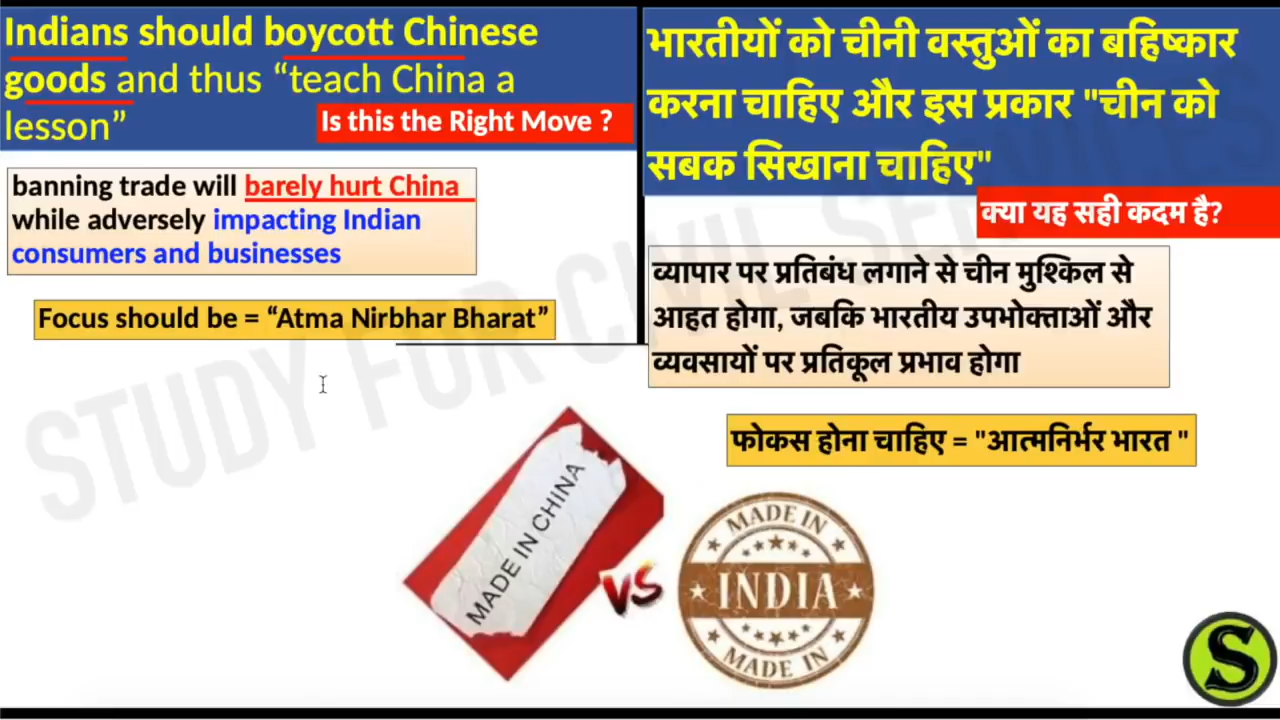 Indians should boycott Chinese
goods and thus “teach China a
lesson”
Is this the Right Move ?
banning trade will barely hurt China
while adversely impacting Indian
consumers and businesses
Focus should be = “Atma Nirbhar Bharat”
भारतीयों को चीनी वस्तुओं का बहिष्कार
करना चाहिए और इस प्रकार "चीन को
सबक सिखाना चाहिए"
क्या यह सही कदम है?
व्यापार पर प्रतिबंध लगाने से चीन मुश्किल से
आहत होगा, जबकि भारतीय उपभोक्ताओं और
व्यवसायों पर प्रतिकूल प्रभाव होगा
फोकस होना चाहिए = "आत्मनिर्भर भारत "
STUDY FOR CIVIL SERVICES
MADE IN CHINA
VS
MADE IN
INDIA
MADE IN
S